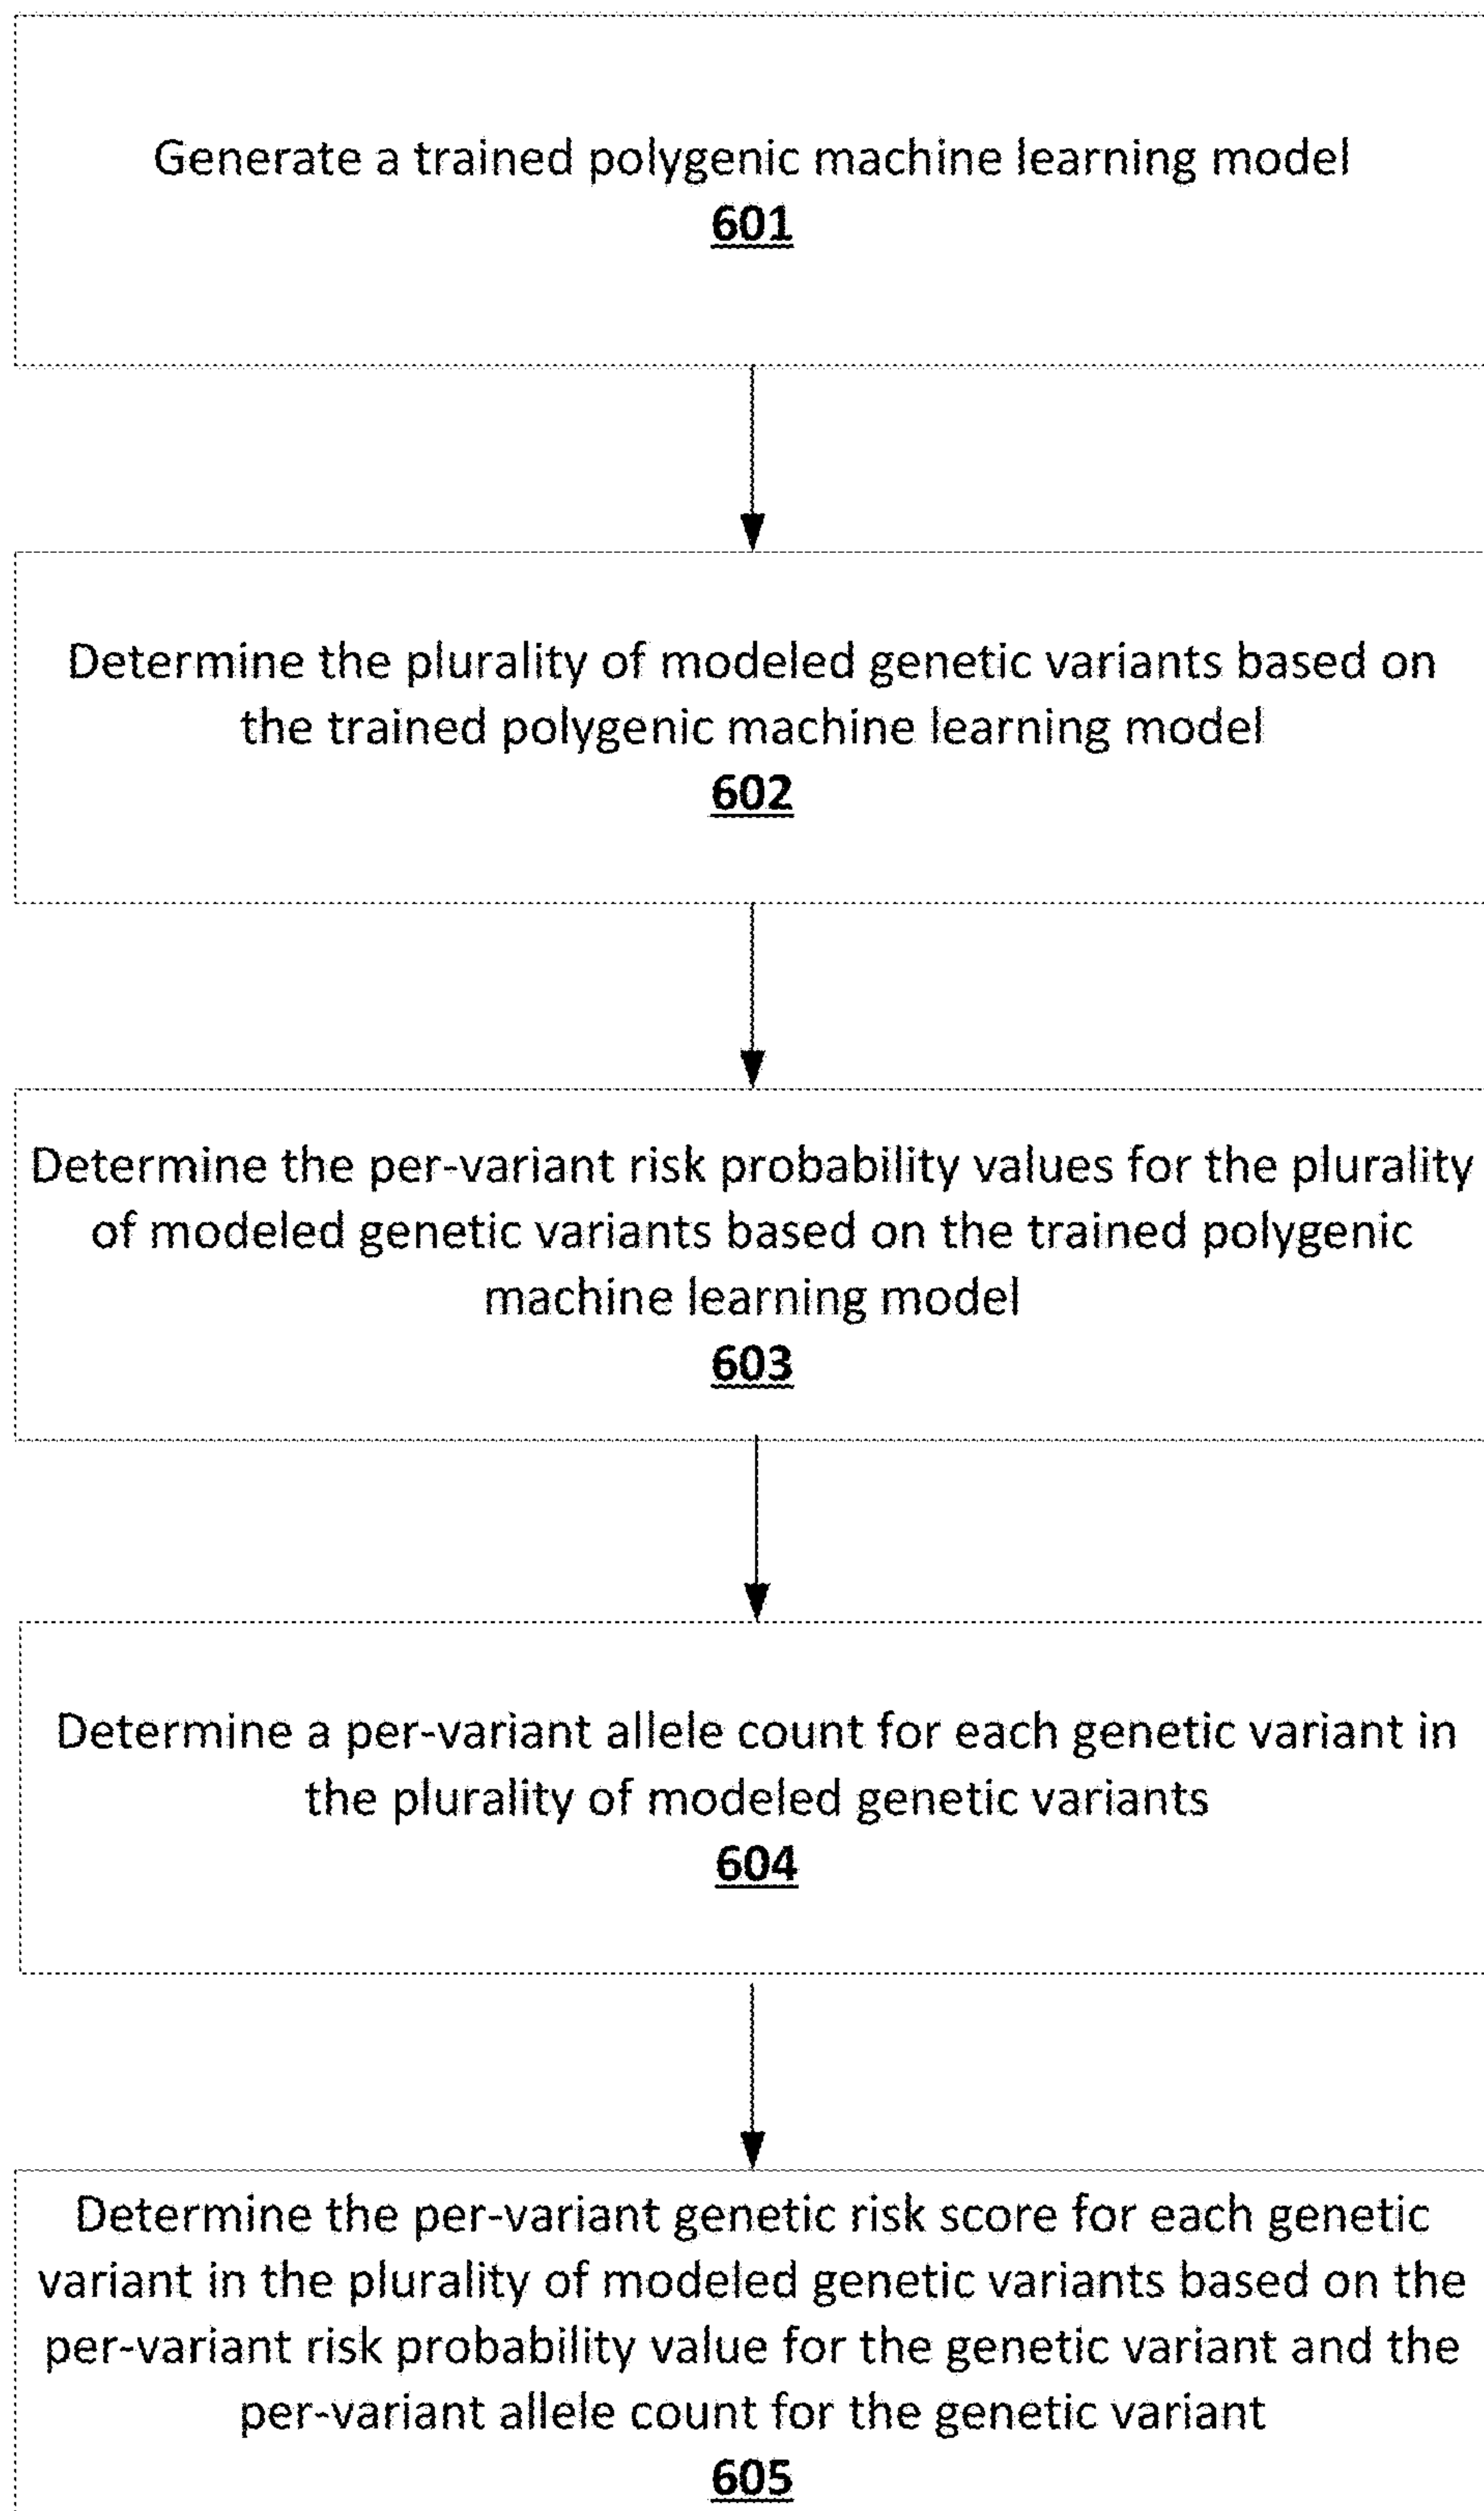 Generate a trained polygenic machine learning model
601
Determine the plurality of modeled genetic variants based on
the trained polygenic machine learning model
602
Determine the per-variant risk probability values for the plurality
of modeled genetic variants based on the trained polygenic
machine learning model
603
Determine a per-variant allele count for each genetic variant in
the plurality of modeled genetic variants
604
Determine the per-variant genetic risk score for each genetic
variant in the plurality of modeled genetic variants based on the
per-variant risk probability value for the genetic variant and the
per-variant allele count for the genetic variant
605